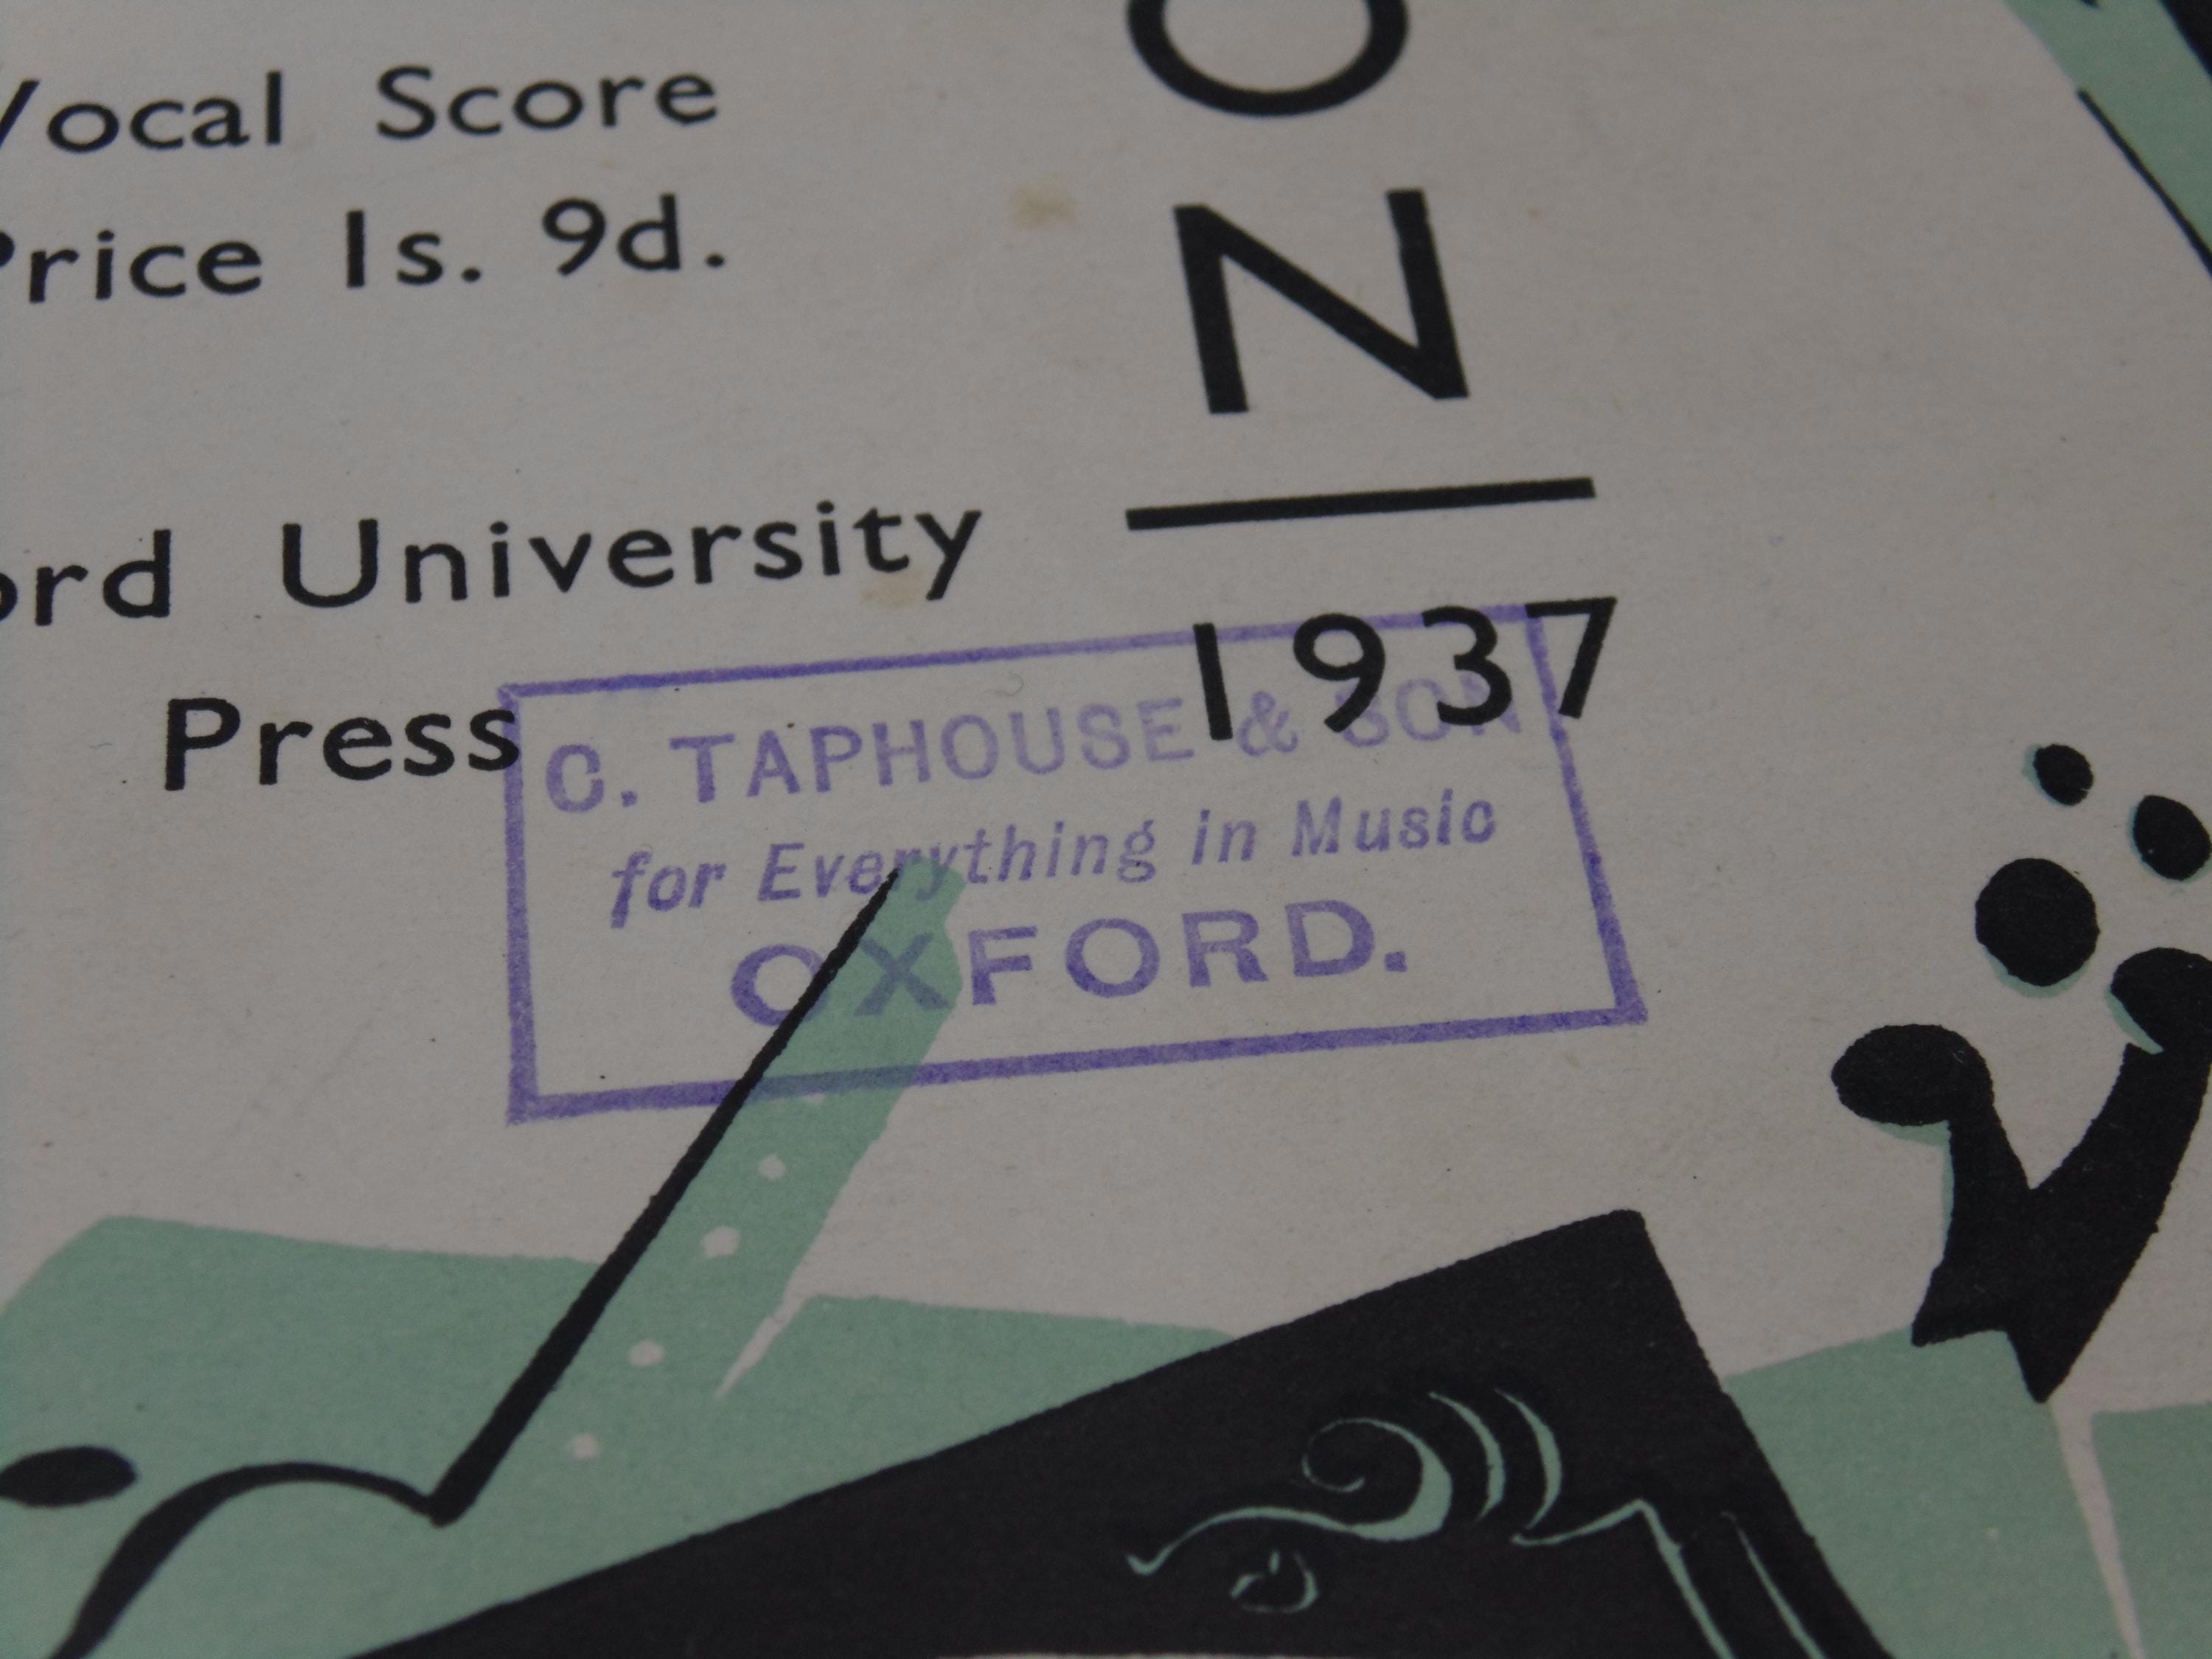 Vocal Score
Price 1s. 9d.
O
N
ord University
Press
1937
C. TAPHOUSE & SON
for Everything in Music
OXFORD.